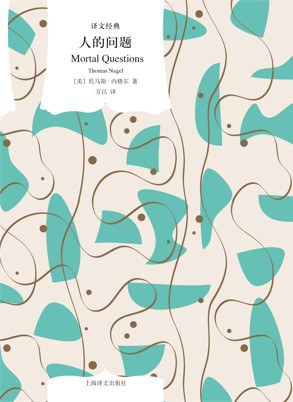 译文经典
人的问题
Mortal Questions
Thomas Nagel
〔美〕托马斯·内格尔 著
万以 译
上海译文出版社